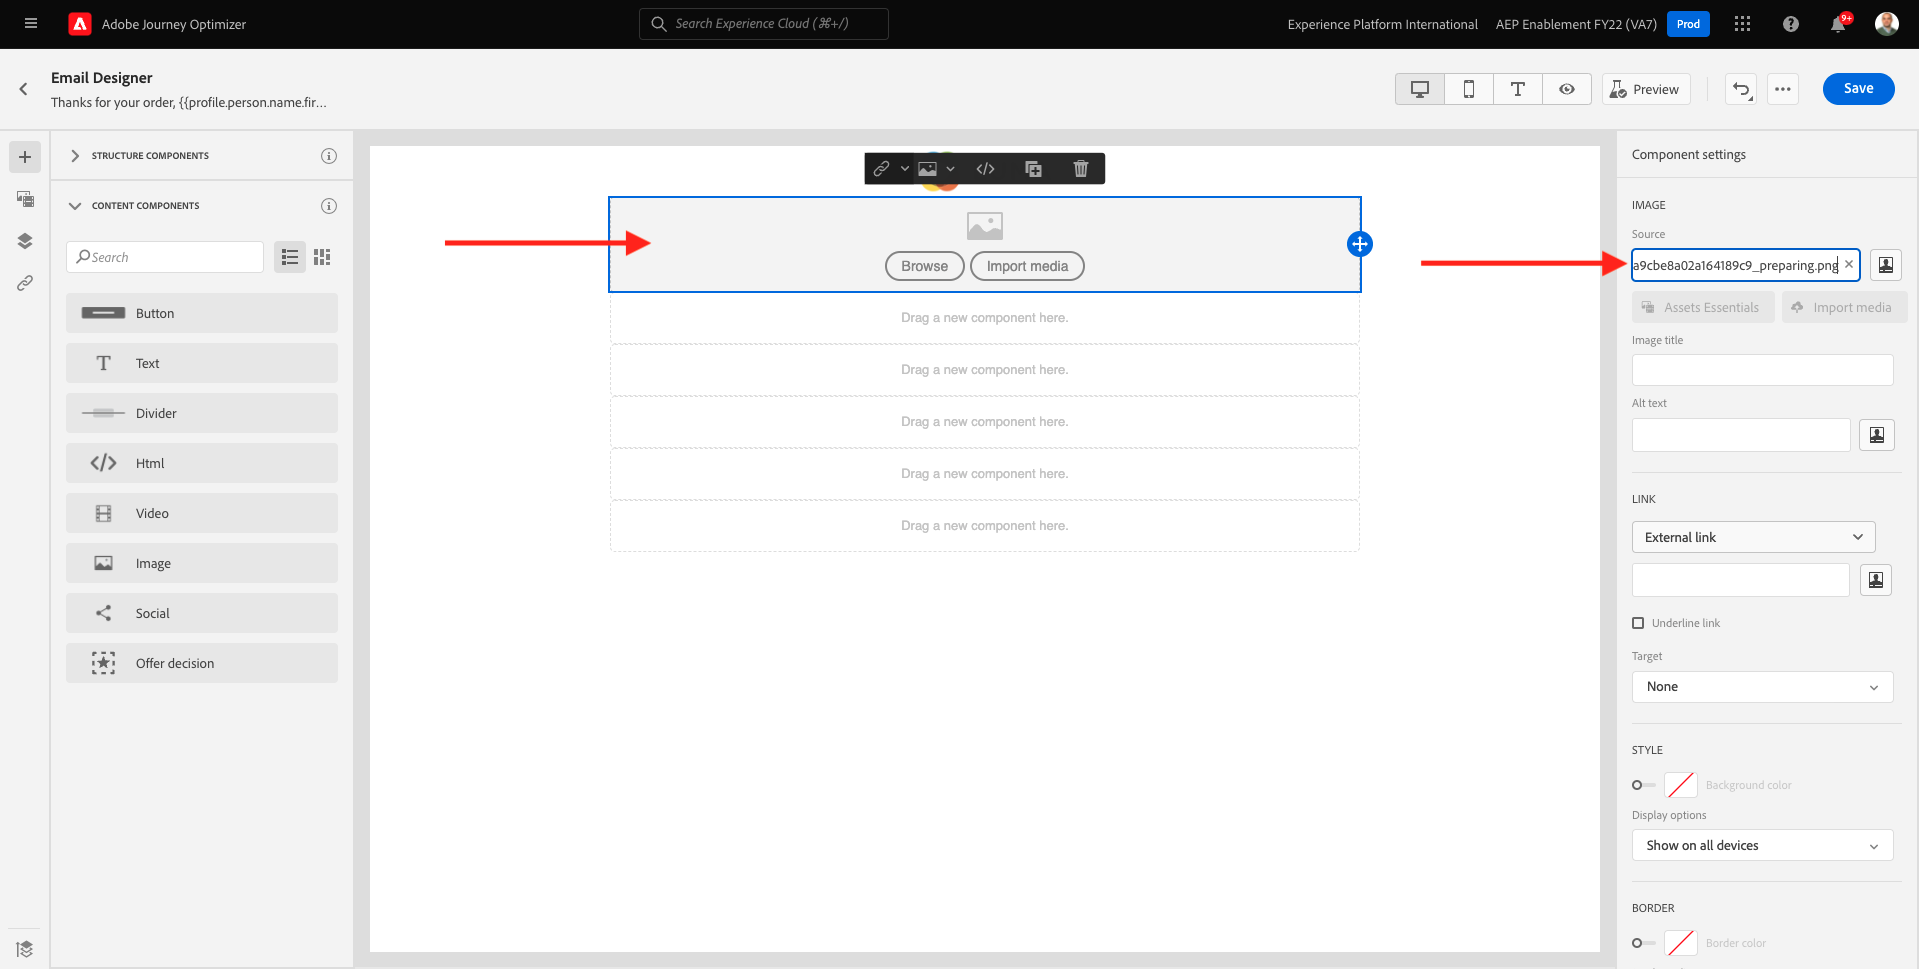 Adobe Journey Optimizer
Search Experience Cloud (⌘+/)
Experience Platform International
AEP Enablement FY22 (VA7)
Prod
9+
Email Designer
Thanks for your order, {{profile.person.name.fir...
Preview
Save
STRUCTURE COMPONENTS
CONTENT COMPONENTS
Search
Button
Text
Divider
Html
Video
Image
Social
Offer decision
Browse
Import media
Drag a new component here.
Drag a new component here.
Drag a new component here.
Drag a new component here.
Drag a new component here.
Component settings
IMAGE
Source
a9cbe8a02a164189c9_preparing.png
Assets Essentials
Import media
Image title
Alt text
LINK
External link
Underline link
Target
None
STYLE
Background color
Display options
Show on all devices
BORDER
Border color